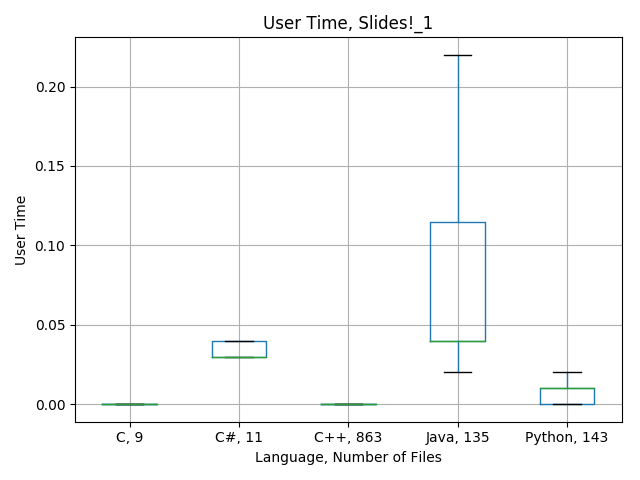 User Time, Slides!_1
0.20
0.15
0.10
0.05
0.00
User Time
C, 9
C#, 11
C++, 863
Java, 135
Python, 143
Language, Number of Files